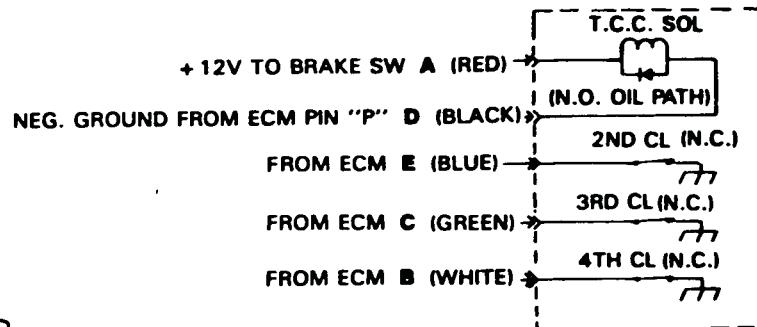 T.C.C. SOL
+ 12V TO BRAKE SW A (RED)
(N.O. OIL PATH)
NEG. GROUND FROM ECM PIN "P" D (BLACK)
2ND CL (N.C.)
FROM ECM E (BLUE)
3RD CL (N.C.)
FROM ECM C (GREEN)
4TH CL (N.C.)
FROM ECM B (WHITE)